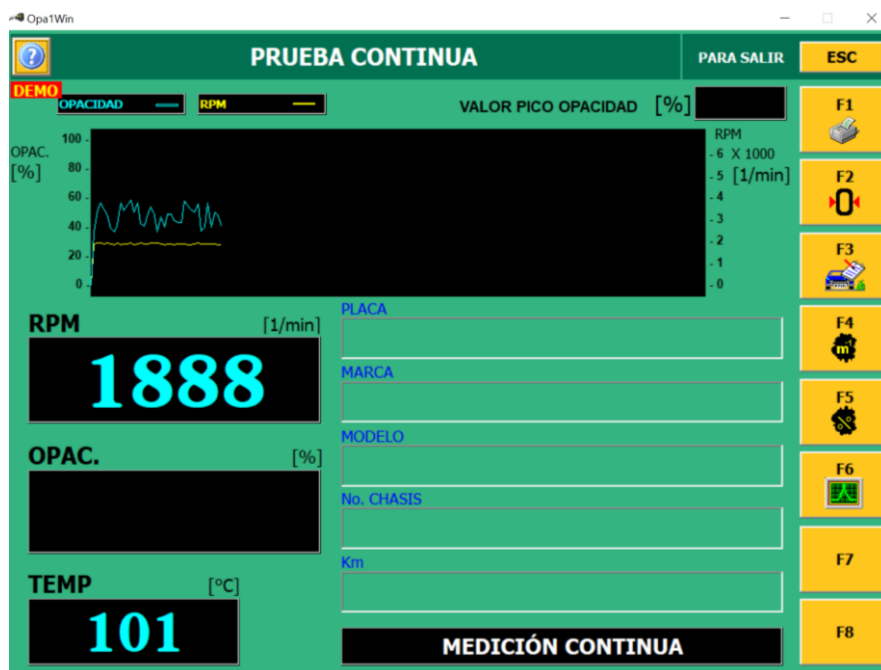 Opa1Win
PRUEBA CONTINUA
PARA SALIR
ESC
DEMO
OPACIDAD
RPM
VALOR PICO OPACIDAD [%]
F1
OPAC.
[%]
100
80
60
40
20
0
RPM
6 X 1000
5 [1/min]
4
3
2
1
0
F2
F3
RPM [1/min]
1888
PLACA
F4
m⁻¹
MARCA
F5
%
OPAC. [%]
MODELO
F6
No. CHASIS
F7
TEMP [°C]
101
Km
F8
MEDICIÓN CONTINUA